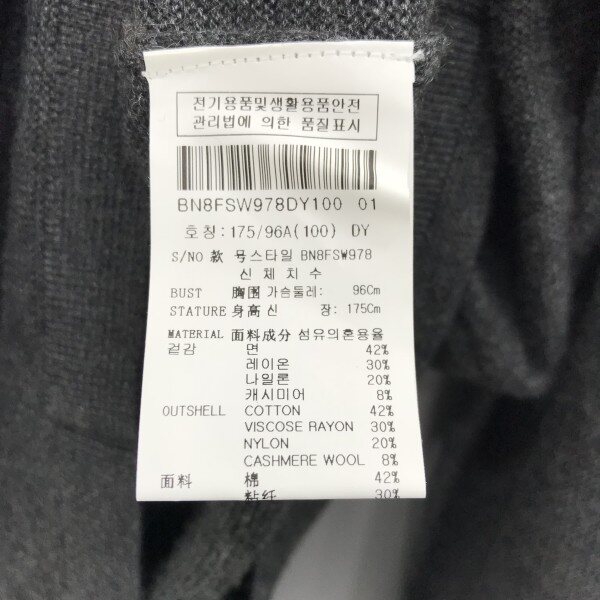 전기용품및생활용품안전
관리법에 의한 품질표시
BN8FSW978DY100 01
호칭:175/96A(100) DY
S/NO 款 号스타일 BN8FSW978
신체치수
BUST 胸围 가슴둘레: 96Cm
STATURE 身高 신 장: 175Cm
MATERIAL 面料成分 섬유의혼용율
겉감 면 42%
레이온 30%
나일론 20%
캐시미어 8%
OUTSHELL COTTON 42%
VISCOSE RAYON 30%
NYLON 20%
CASHMERE WOOL 8%
面料 棉 42%
粘纤 30%